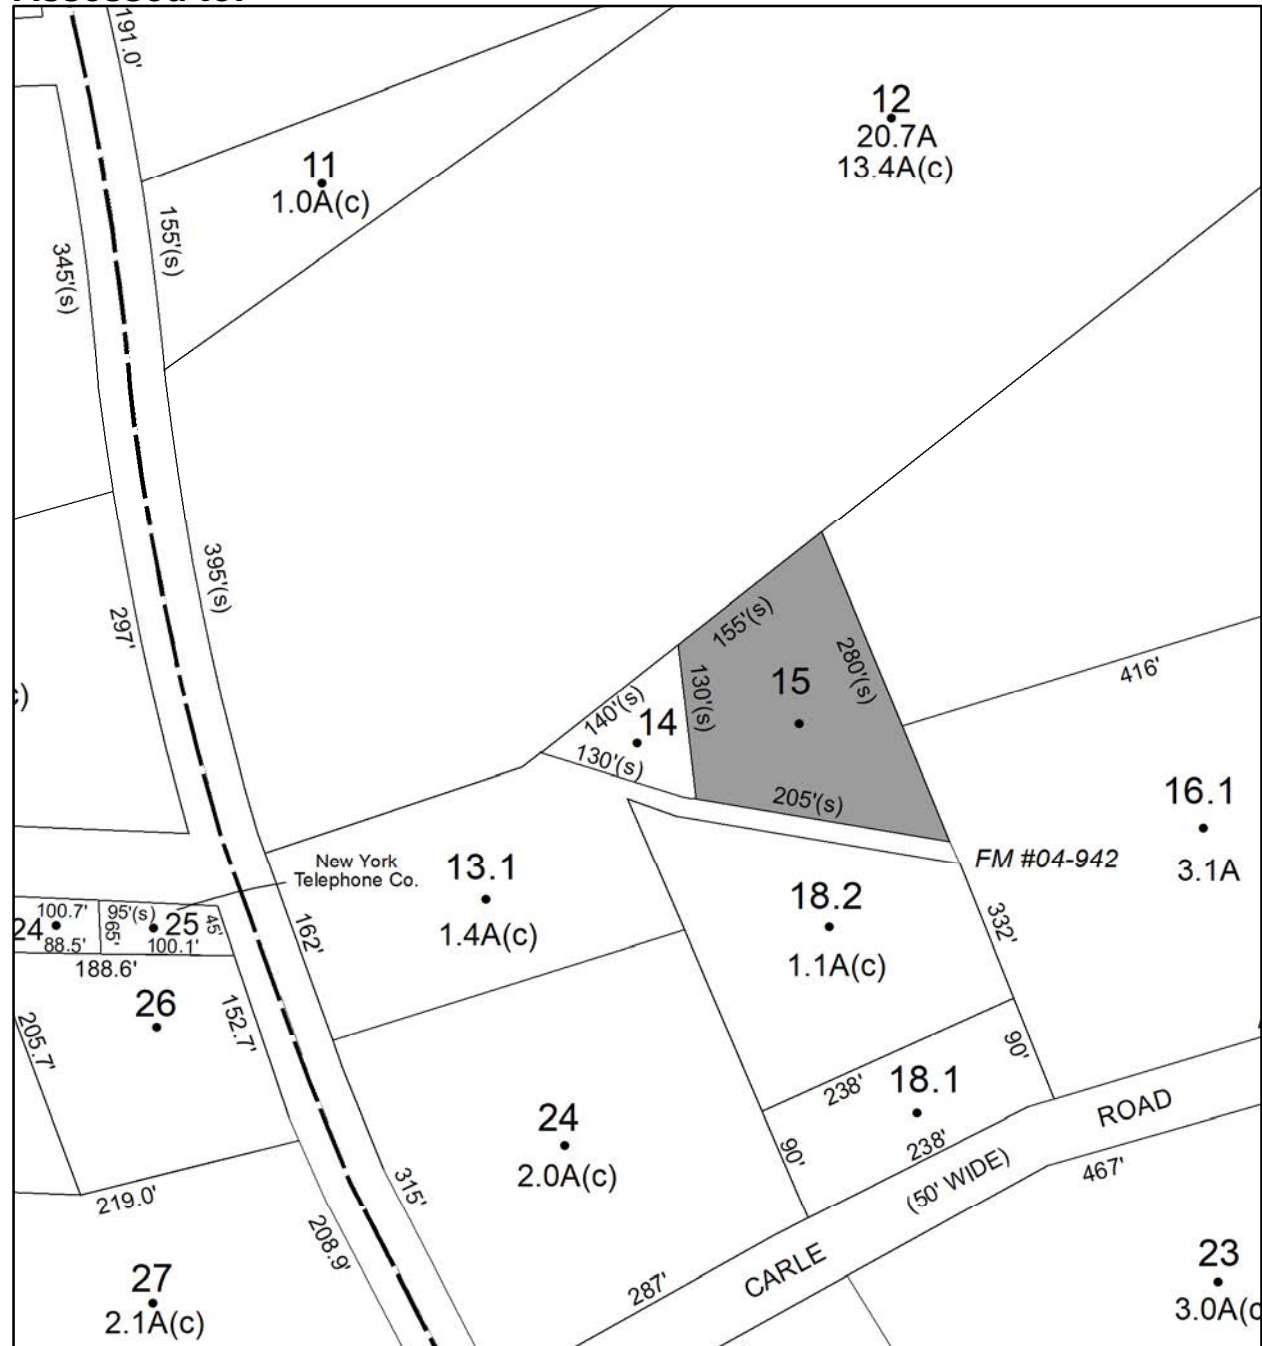 191.0'
12
20.7A
13.4A(c)
11
1.0A(c)
155'(s)
345'(s)
395'(s)
297'
155'(s)
280'(s)
15
130'(s)
140'(s)
14
130'(s)
205'(s)
416'
16.1
3.1A
FM #04-942
New York
Telephone Co.
13.1
1.4A(c)
18.2
1.1A(c)
332'
162'
24
100.7'
88.5'
95'(s)
65'
25
45'
100.1'
188.6'
26
152.7'
205.7'
90'
238'
18.1
238'
90'
ROAD
(50' WIDE)
CARLE
467'
24
2.0A(c)
315'
219.0'
208.9'
287'
27
2.1A(c)
23
3.0A(c